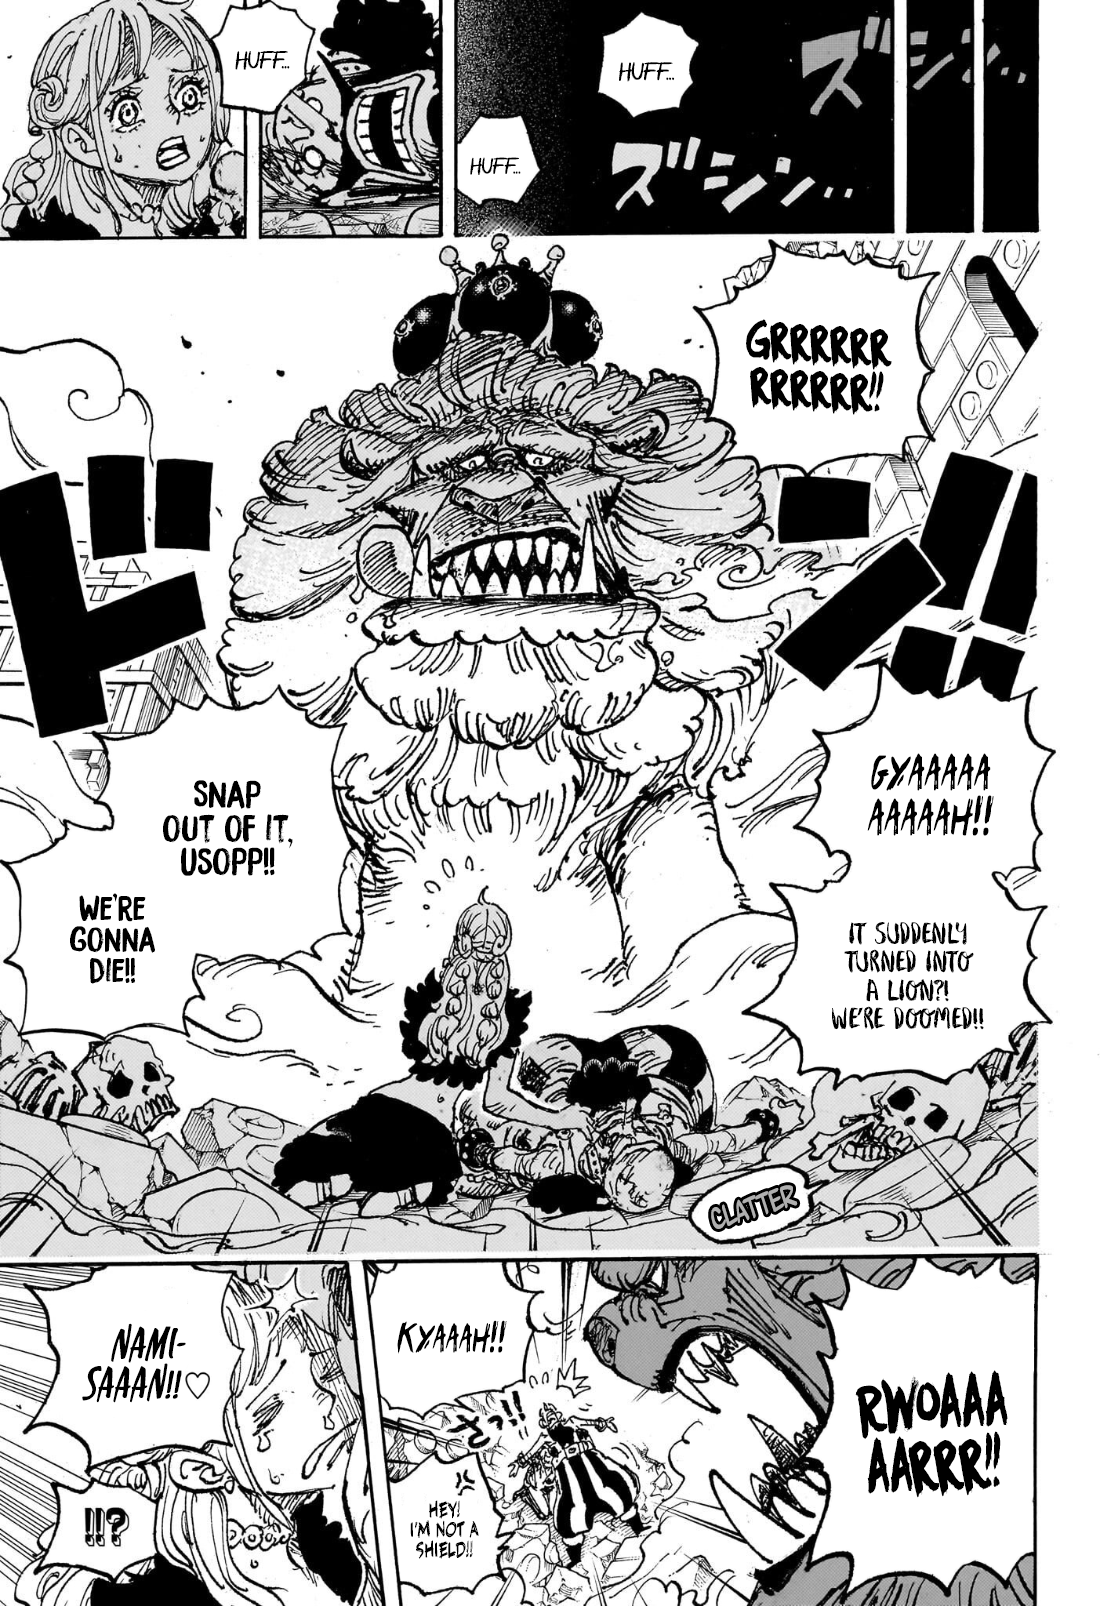 ズシン…
HUFF...
ズシン…
HUFF...
HUFF...
GRRRRRR
RRRRRR!!
ドーン!!
GYAAAAA
AAAAAH!!
IT SUDDENLY
TURNED INTO
A LION?!
WE'RE DOOMED!!
SNAP
OUT OF IT,
USOPP!!
WE'RE
GONNA
DIE!!
CLATTER
RWOAAA
AARRR!!
KYAAAH!!
さっ!!
HEY!
I'M NOT A
SHIELD!!
NAMI-
SAAAN!!♡
!!?